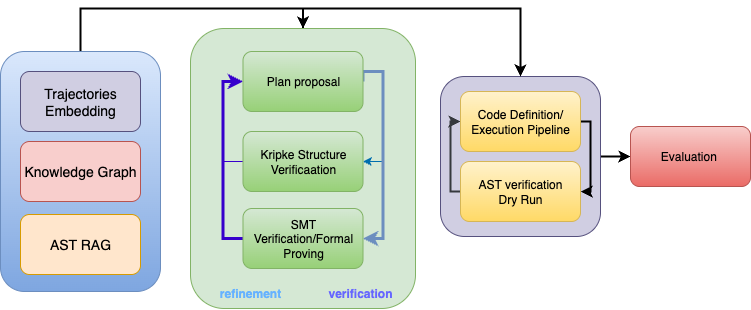 Trajectories
Embedding
Knowledge Graph
AST RAG
Plan proposal
Kripke Structure
Verificaation
SMT
Verification/Formal
Proving
refinement
verification
Code Definition/
Execution Pipeline
AST verification
Dry Run
Evaluation